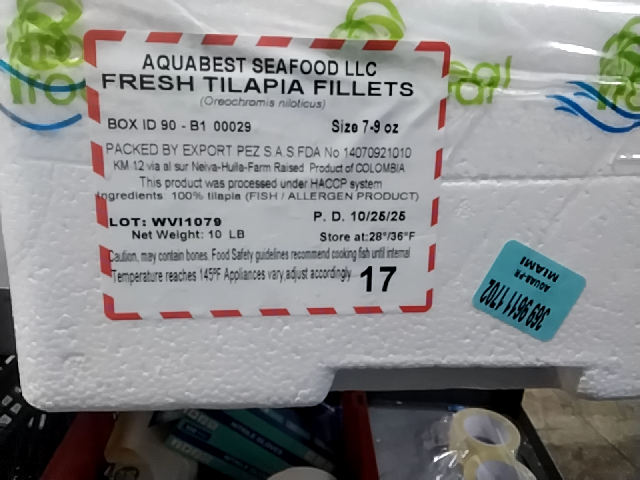 AQUABEST SEAFOOD LLC
FRESH TILAPIA FILLETS
(Oreochromis niloticus)
BOX ID 90 - B1 00029 Size 7-9 oz
PACKED BY EXPORT PEZ S.A.S FDA No 14070921010
KM 12 via al sur Neiva-Huila-Farm Raised Product of COLOMBIA
This product was processed under HACCP system
Ingredients: 100% tilapia (FISH / ALLERGEN PRODUCT)
LOT: WVI1079 P. D. 10/25/25
Net Weight: 10 LB Store at:28°/36°F
Caution, may contain bones. Food Safety guidelines recommend cooking fish until internal
Temperature reaches 145ºF Appliances vary,adjust accordingly 17
369 9611 1702
AQUA-PR
MIAMI